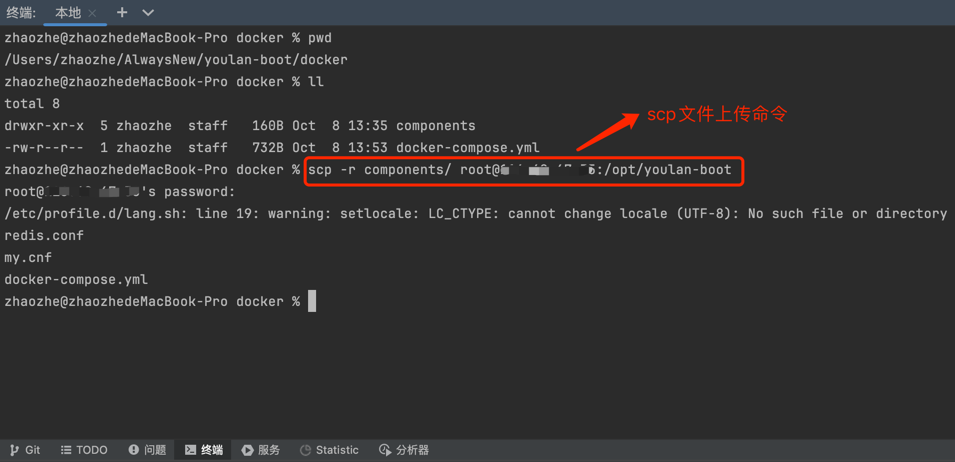 终端: 本地
zhaozhe@zhaozhedeMacBook-Pro docker % pwd
/Users/zhaozhe/AlwaysNew/youlan-boot/docker
zhaozhe@zhaozhedeMacBook-Pro docker % ll
total 8
drwxr-xr-x  5 zhaozhe  staff   160B Oct  8 13:35 components
scp文件上传命令
-rw-r--r--  1 zhaozhe  staff   732B Oct  8 13:53 docker-compose.yml
zhaozhe@zhaozhedeMacBook-Pro docker % scp -r components/ root@ :/opt/youlan-boot
root@ 's password:
/etc/profile.d/lang.sh: line 19: warning: setlocale: LC_CTYPE: cannot change locale (UTF-8): No such file or directory
redis.conf
my.cnf
docker-compose.yml
zhaozhe@zhaozhedeMacBook-Pro docker %
Git TODO 问题 终端 服务 Statistic 分析器